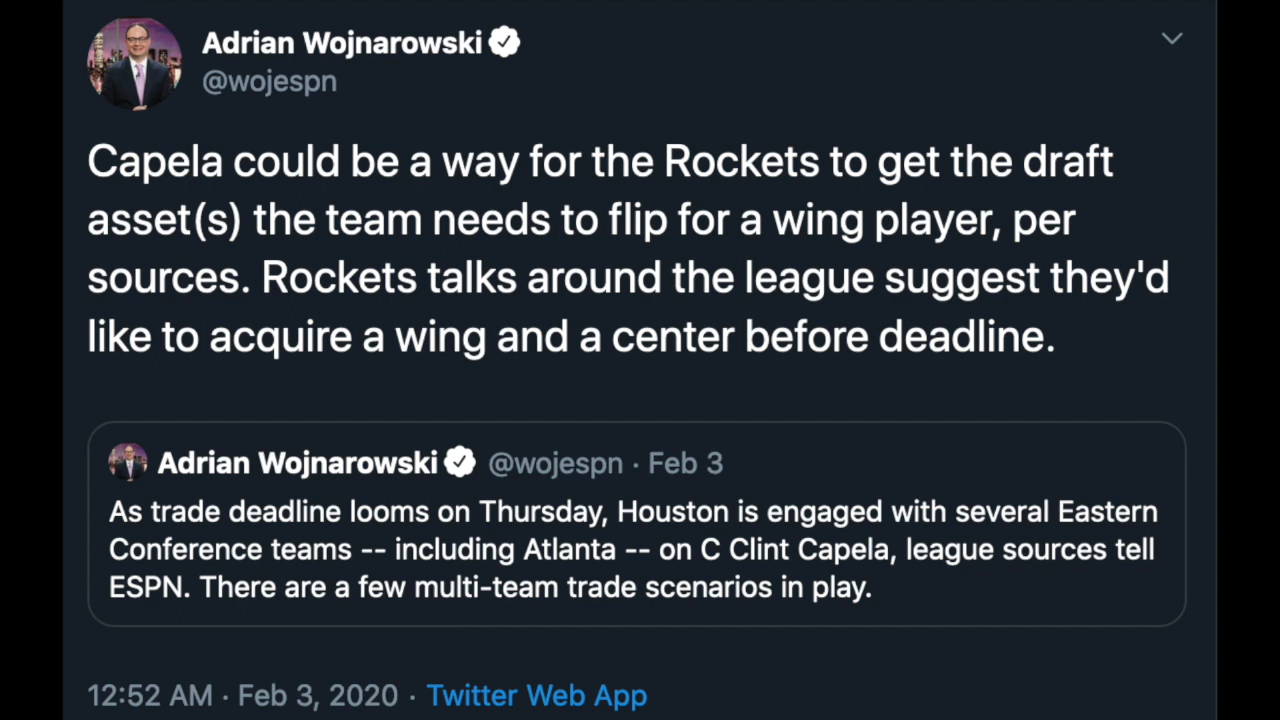 Adrian Wojnarowski
@wojespn
Capela could be a way for the Rockets to get the draft
asset(s) the team needs to flip for a wing player, per
sources. Rockets talks around the league suggest they'd
like to acquire a wing and a center before deadline.
Adrian Wojnarowski @wojespn · Feb 3
As trade deadline looms on Thursday, Houston is engaged with several Eastern
Conference teams -- including Atlanta -- on C Clint Capela, league sources tell
ESPN. There are a few multi-team trade scenarios in play.
12:52 AM · Feb 3, 2020 · Twitter Web App